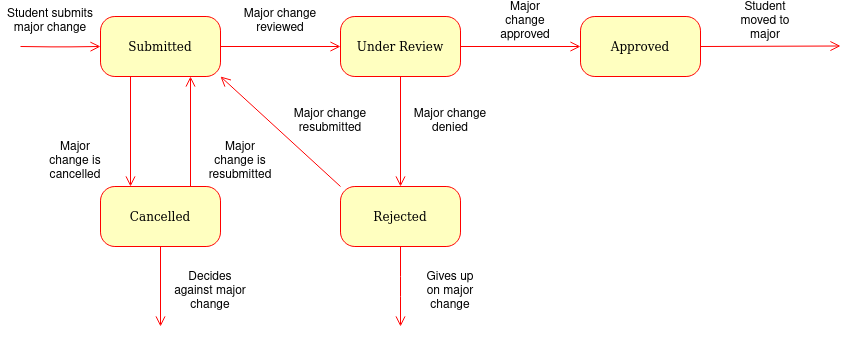 Student submits
major change
Submitted
Major change
reviewed
Under Review
Major
change
approved
Approved
Student
moved to
major
Major
change is
cancelled
Major
change is
resubmitted
Major change
resubmitted
Major change
denied
Cancelled
Rejected
Decides
against major
change
Gives up
on major
change